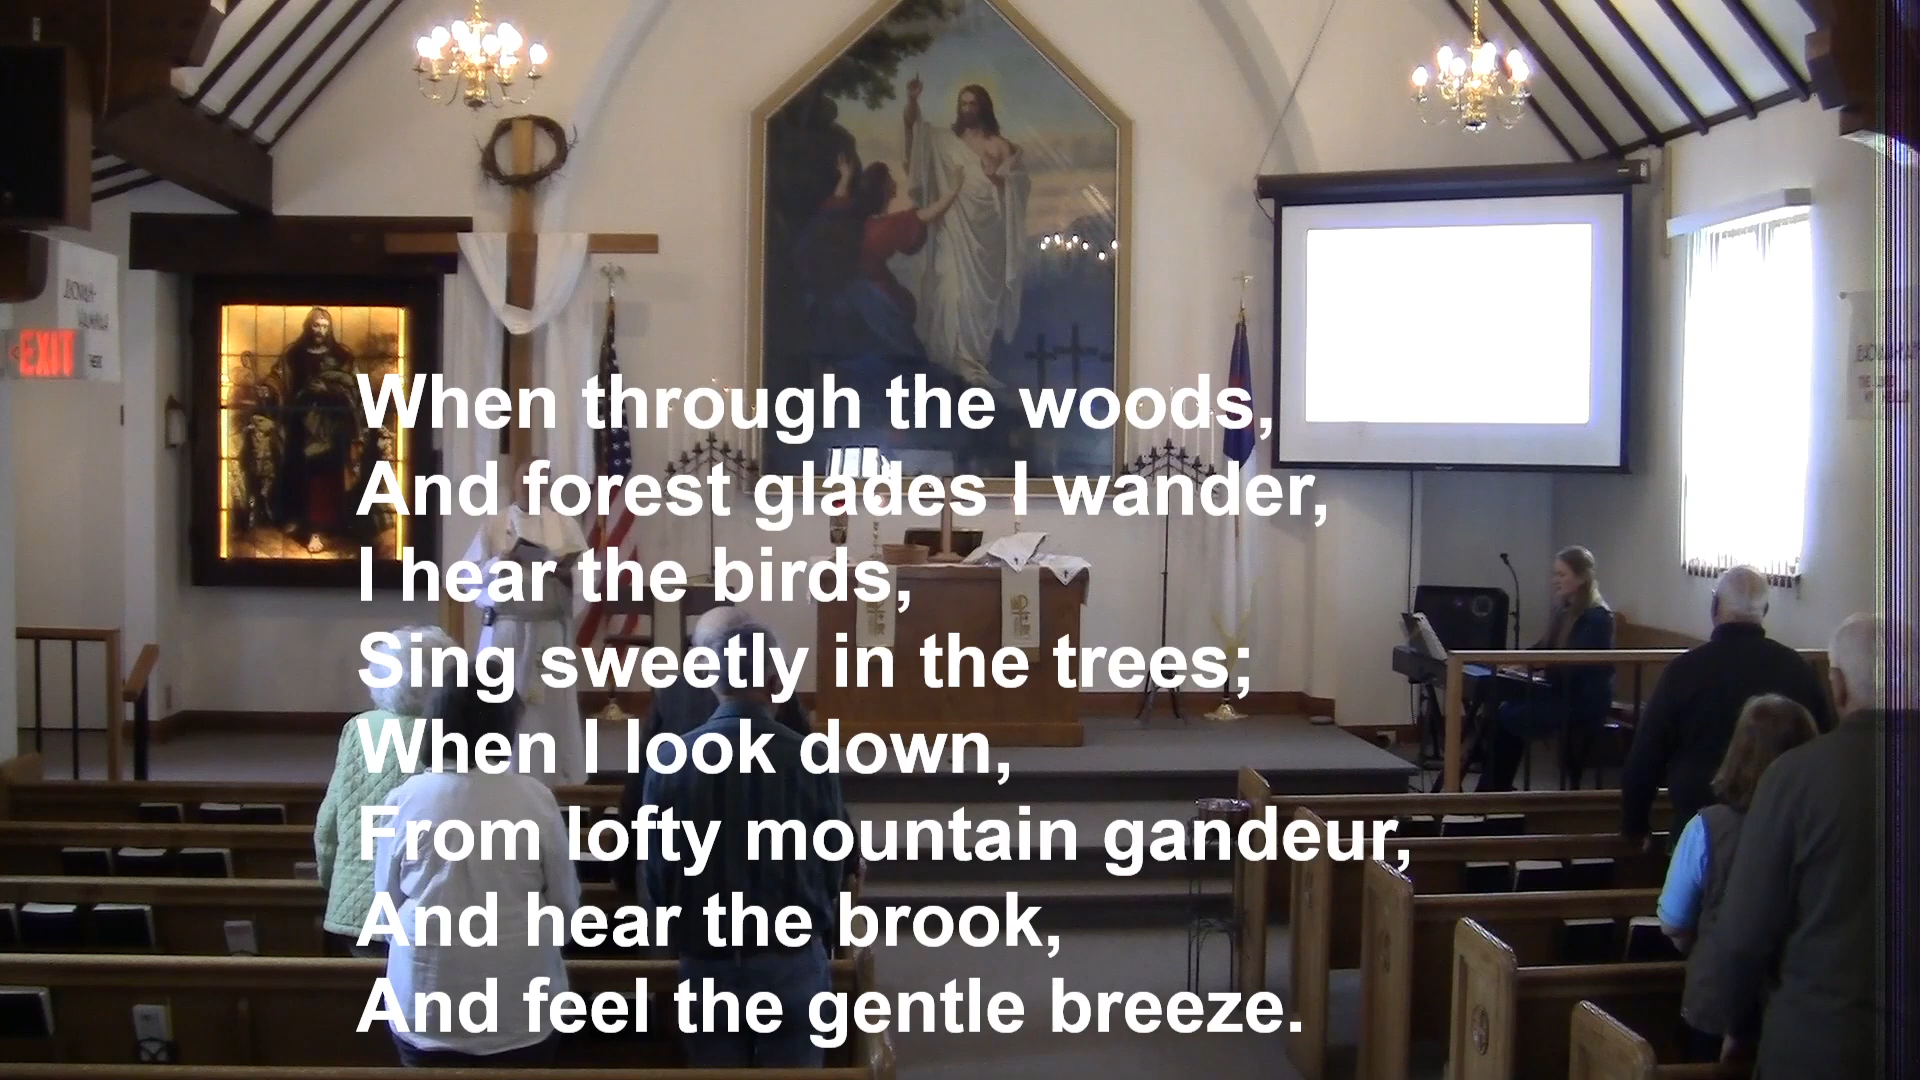 EXIT
When through the woods,
And forest glades I wander,
I hear the birds,
Sing sweetly in the trees;
When I look down,
From lofty mountain gandeur,
And hear the brook,
And feel the gentle breeze.